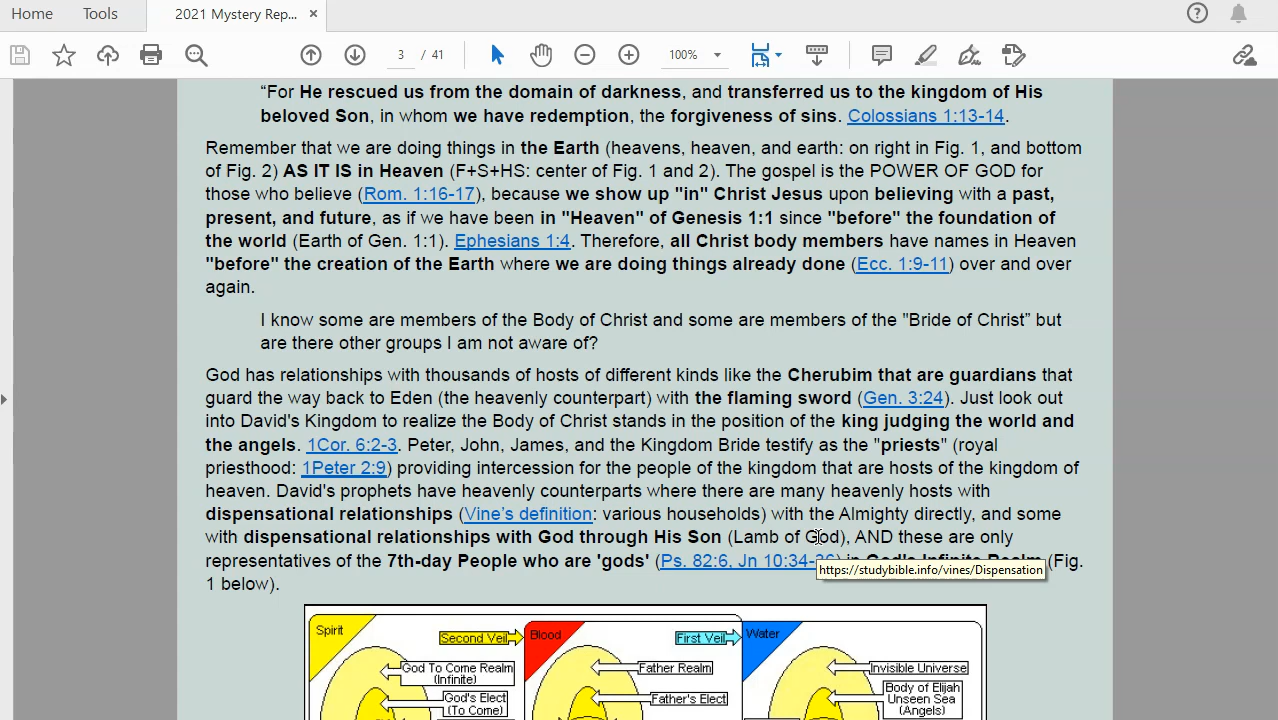 Home Tools 2021 Mystery Rep... ×
3 / 41 100%
“For He rescued us from the domain of darkness, and transferred us to the kingdom of His
beloved Son, in whom we have redemption, the forgiveness of sins. Colossians 1:13-14.
Remember that we are doing things in the Earth (heavens, heaven, and earth: on right in Fig. 1, and bottom
of Fig. 2) AS IT IS in Heaven (F+S+HS: center of Fig. 1 and 2). The gospel is the POWER OF GOD for
those who believe (Rom. 1:16-17), because we show up "in" Christ Jesus upon believing with a past,
present, and future, as if we have been in "Heaven" of Genesis 1:1 since "before" the foundation of
the world (Earth of Gen. 1:1). Ephesians 1:4. Therefore, all Christ body members have names in Heaven
"before" the creation of the Earth where we are doing things already done (Ecc. 1:9-11) over and over
again.
I know some are members of the Body of Christ and some are members of the "Bride of Christ” but
are there other groups I am not aware of?
God has relationships with thousands of hosts of different kinds like the Cherubim that are guardians that
guard the way back to Eden (the heavenly counterpart) with the flaming sword (Gen. 3:24). Just look out
into David's Kingdom to realize the Body of Christ stands in the position of the king judging the world and
the angels. 1Cor. 6:2-3. Peter, John, James, and the Kingdom Bride testify as the "priests" (royal
priesthood: 1Peter 2:9) providing intercession for the people of the kingdom that are hosts of the kingdom of
heaven. David's prophets have heavenly counterparts where there are many heavenly hosts with
dispensational relationships (Vine’s definition: various households) with the Almighty directly, and some
with dispensational relationships with God through His Son (Lamb of God), AND these are only
representatives of the 7th-day People who are 'gods' (Ps. 82:6, Jn 10:34-36) in God's Infinite Realm (Fig.
https://studybible.info/vines/Dispensation
1 below).
Spirit Second Veil Blood First Veil Water
God To Come Realm
(Infinite)
Father Realm
Invisible Universe
God's Elect
(To Come)
Father's Elect
Body of Elijah
Unseen Sea
(Angels)